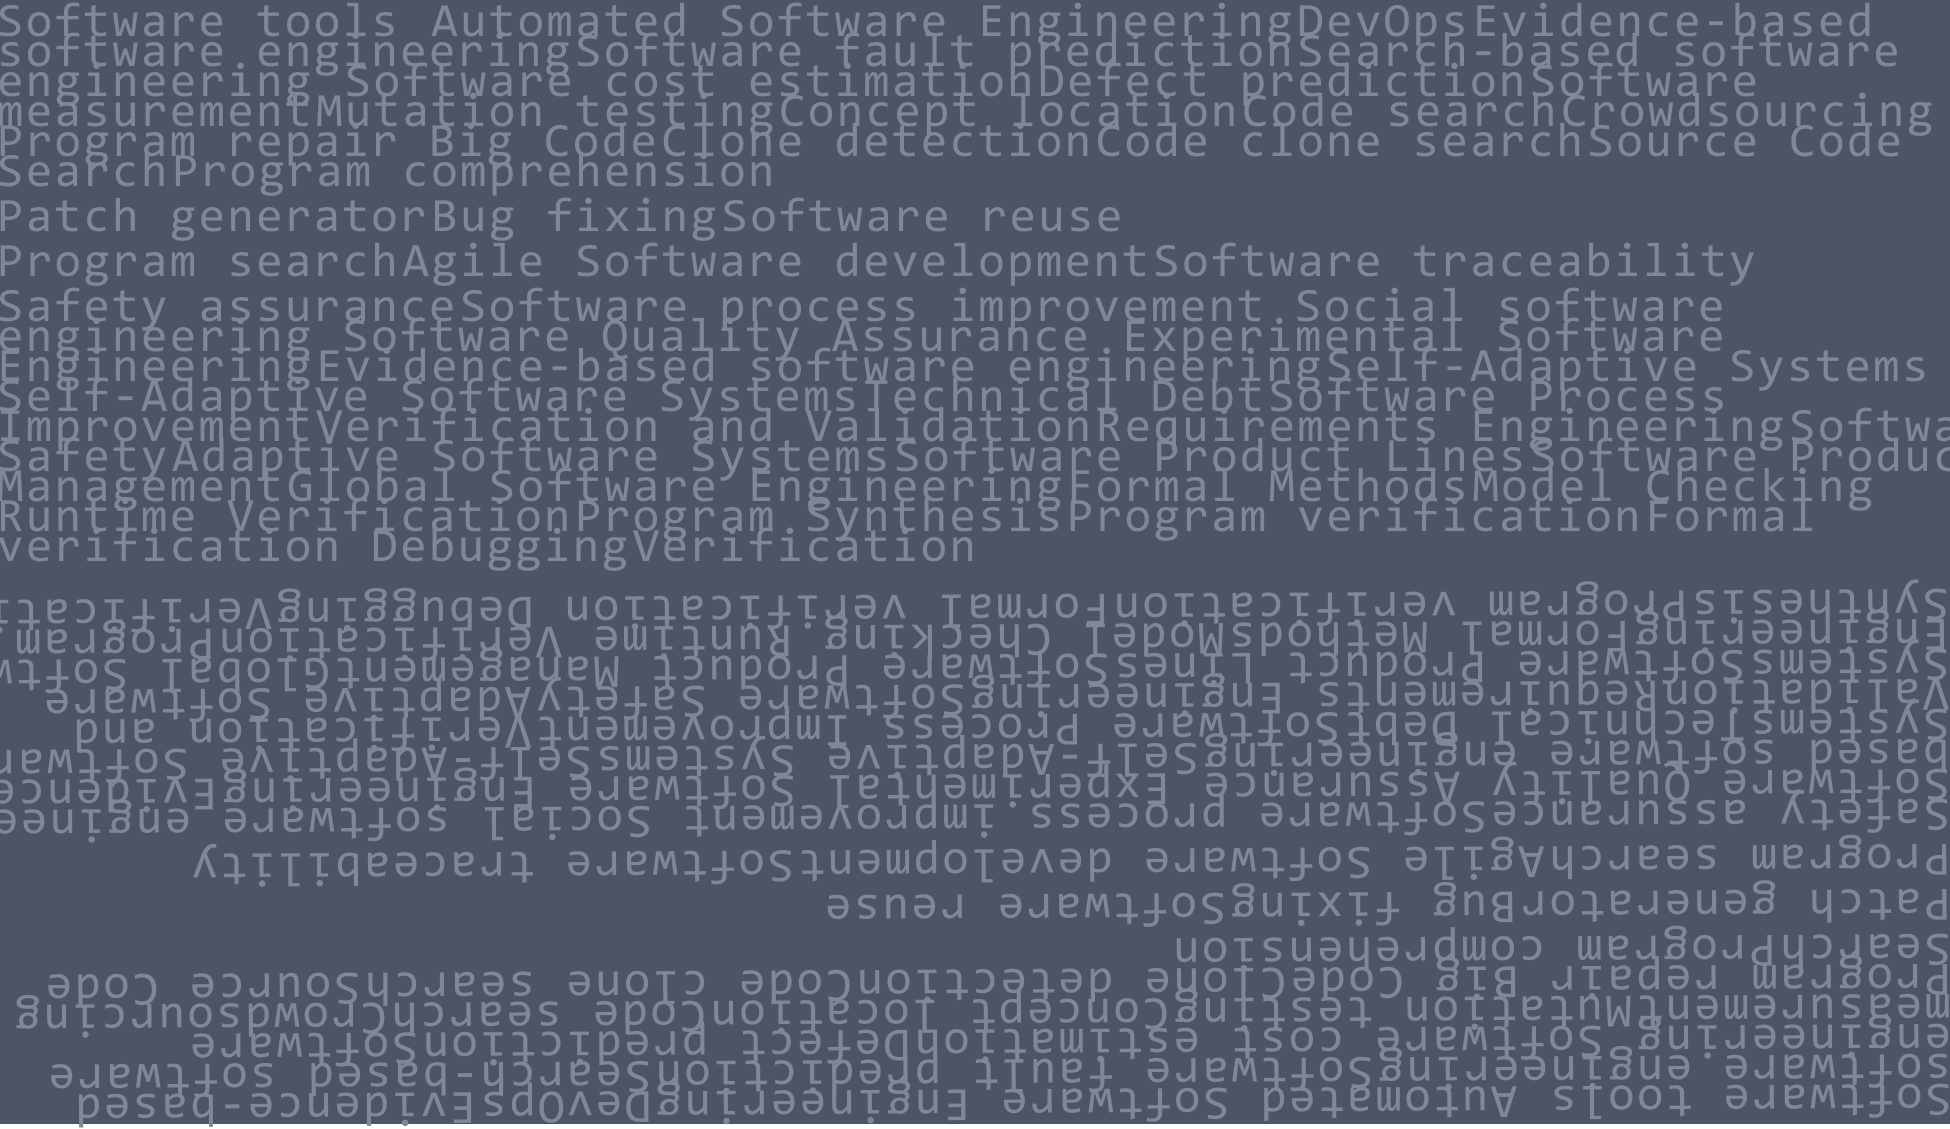 Software tools Automated Software EngineeringDevOpsEvidence-based
software engineeringSoftware fault predictionSearch-based software
engineering Software cost estimationDefect predictionSoftware
measurementMutation testingConcept locationCode searchCrowdsourcing
Program repair Big CodeClone detectionCode clone searchSource Code
SearchProgram comprehension
Patch generatorBug fixingSoftware reuse
Program searchAgile Software developmentSoftware traceability
Safety assuranceSoftware process improvement Social software
engineering Software Quality Assurance Experimental Software
EngineeringEvidence-based software engineeringSelf-Adaptive Systems
Self-Adaptive Software SystemsTechnical DebtSoftware Process
ImprovementVerification and ValidationRequirements EngineeringSoftwa
SafetyAdaptive Software SystemsSoftware Product LinesSoftware Produc
ManagementGlobal Software EngineeringFormal MethodsModel Checking
Runtime VerificationProgram SynthesisProgram verificationFormal
verification DebuggingVerification
Software tools Automated Software EngineeringDevOpsEvidence-based
software engineeringSoftware fault predictionSearch-based software
engineering Software cost estimationDefect predictionSoftware
measurementMutation testingConcept locationCode searchCrowdsourcing
Program repair Big CodeClone detectionCode clone searchSource Code
SearchProgram comprehension
Patch generatorBug fixingSoftware reuse
Program searchAgile Software developmentSoftware traceability
Safety assuranceSoftware process improvement Social software enginee
Software Quality Assurance Experimental Software EngineeringEvidence
based software engineeringSelf-Adaptive SystemsSelf-Adaptive Softwar
SystemsTechnical DebtSoftware Process ImprovementVerification and
ValidationRequirements EngineeringSoftware SafetyAdaptive Software
SystemsSoftware Product LinesSoftware Product ManagementGlobal Softw
EngineeringFormal MethodsModel Checking Runtime VerificationProgram
SynthesisProgram verificationFormal verification DebuggingVerificati